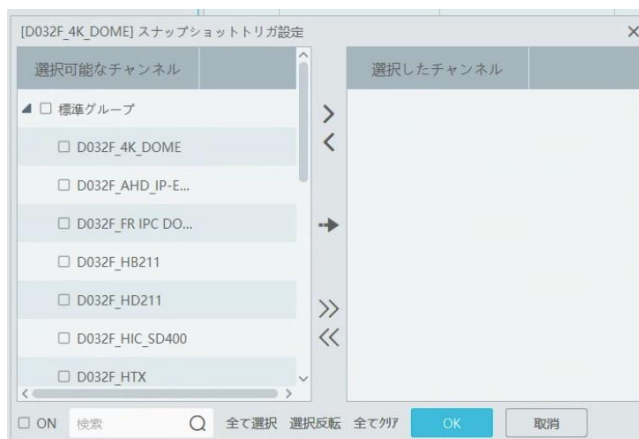 [D032F_4K_DOME] スナップショットトリガ設定
選択可能なチャンネル
選択したチャンネル
標準グループ
D032F_4K_DOME
D032F_AHD_IP-E...
D032F_FR IPC DO...
D032F_HB211
D032F_HD211
D032F_HIC_SD400
D032F_HTX
ON 検索 全て選択 選択反転 全てｸﾘｱ OK 取消